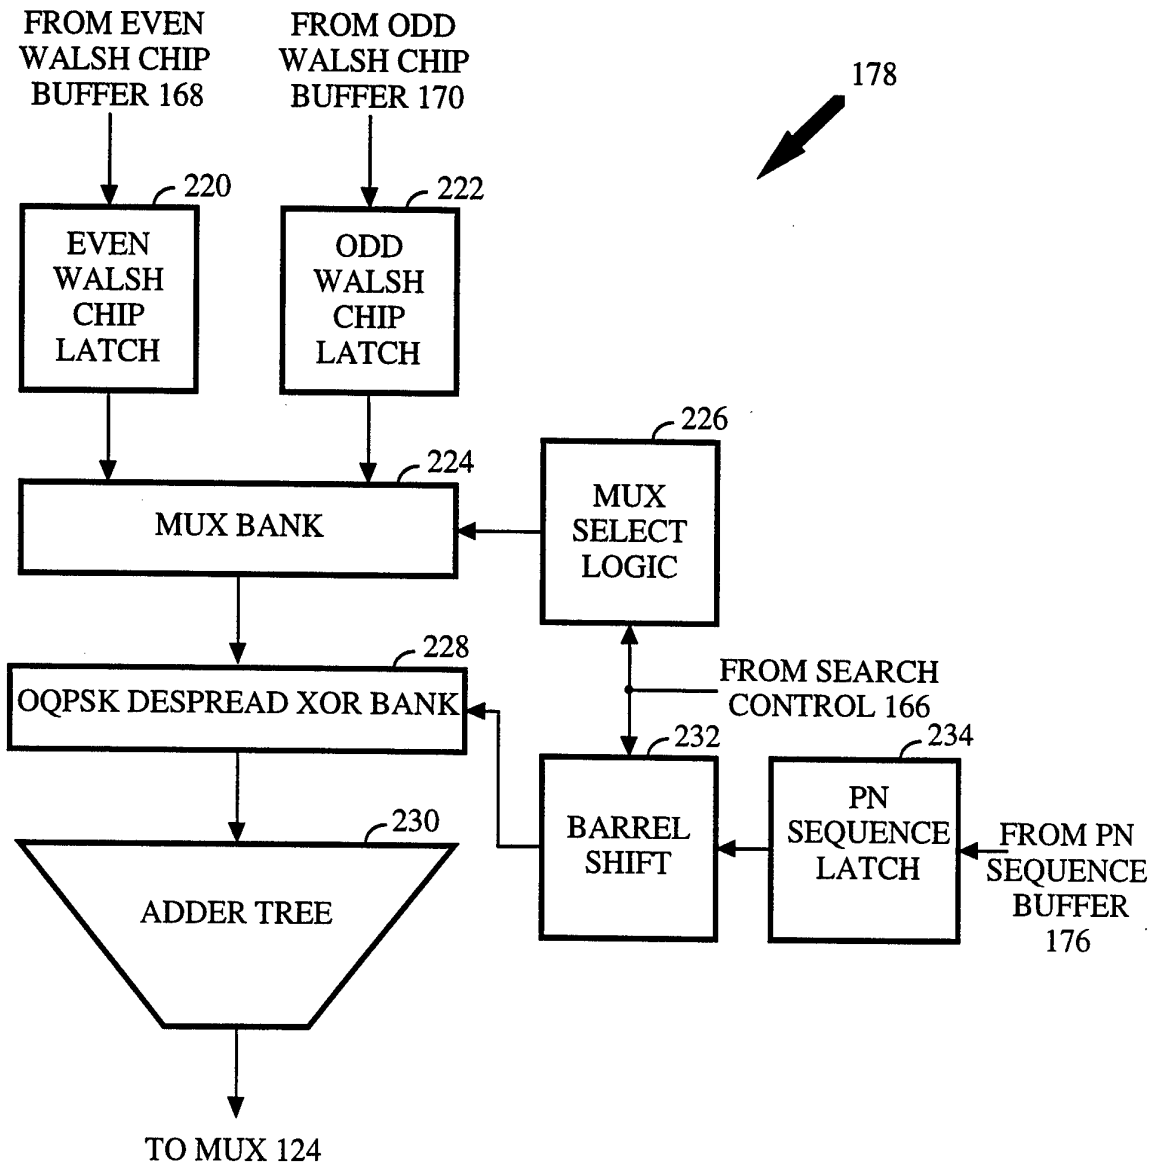 FROM EVEN
WALSH CHIP
BUFFER 168
FROM ODD
WALSH CHIP
BUFFER 170
178
220
EVEN
WALSH
CHIP
LATCH
222
ODD
WALSH
CHIP
LATCH
224
MUX BANK
226
MUX
SELECT
LOGIC
228
OQPSK DESPREAD XOR BANK
FROM SEARCH
CONTROL 166
230
ADDER TREE
232
BARREL
SHIFT
234
PN
SEQUENCE
LATCH
FROM PN
SEQUENCE
BUFFER
176
TO MUX 124